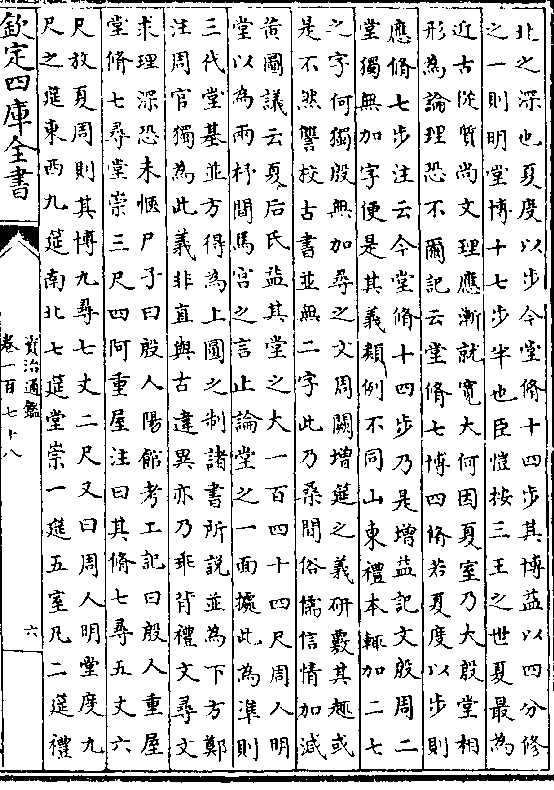 北之深也夏度以步今堂脩十四步其博益以四分修
之一則明堂博十七步半也臣愷按三王之世夏最為
近古從質尚文理應漸就寬大何因夏室乃大殷堂相
形為論理恐不爾記云堂脩七博四脩若夏度以步則
應脩七步注云今堂脩十四步乃是增益記文殷周二
堂獨無加字便是其義類例不同山東禮本輒加二七
之字何獨殷無加尋之文周闕增筵之義研覈其趣或
是不然讐校古書並無二字此乃桑間俗儒信情加減
黃圖議云夏后氏益其堂之大一百四十四尺周人明
堂以為兩杼間馬宮之言止論堂之一面據此為準則
三代堂基並方得為上圓之制諸書所說並為下方鄭
注周官獨為此義非直與古違異亦乃乖背禮文尋文
求理深恐未愜尸子曰殷人陽館考工記曰殷人重屋
堂脩七尋堂崇三尺四阿重屋注曰其脩七尋五丈六
尺放夏周則其博九尋七丈二尺又曰周人明堂度九
尺之筵東西九筵南北七筵堂崇一筵五室凡二筵禮
欽定四庫全書
資治通鑑
卷一百七十八
六